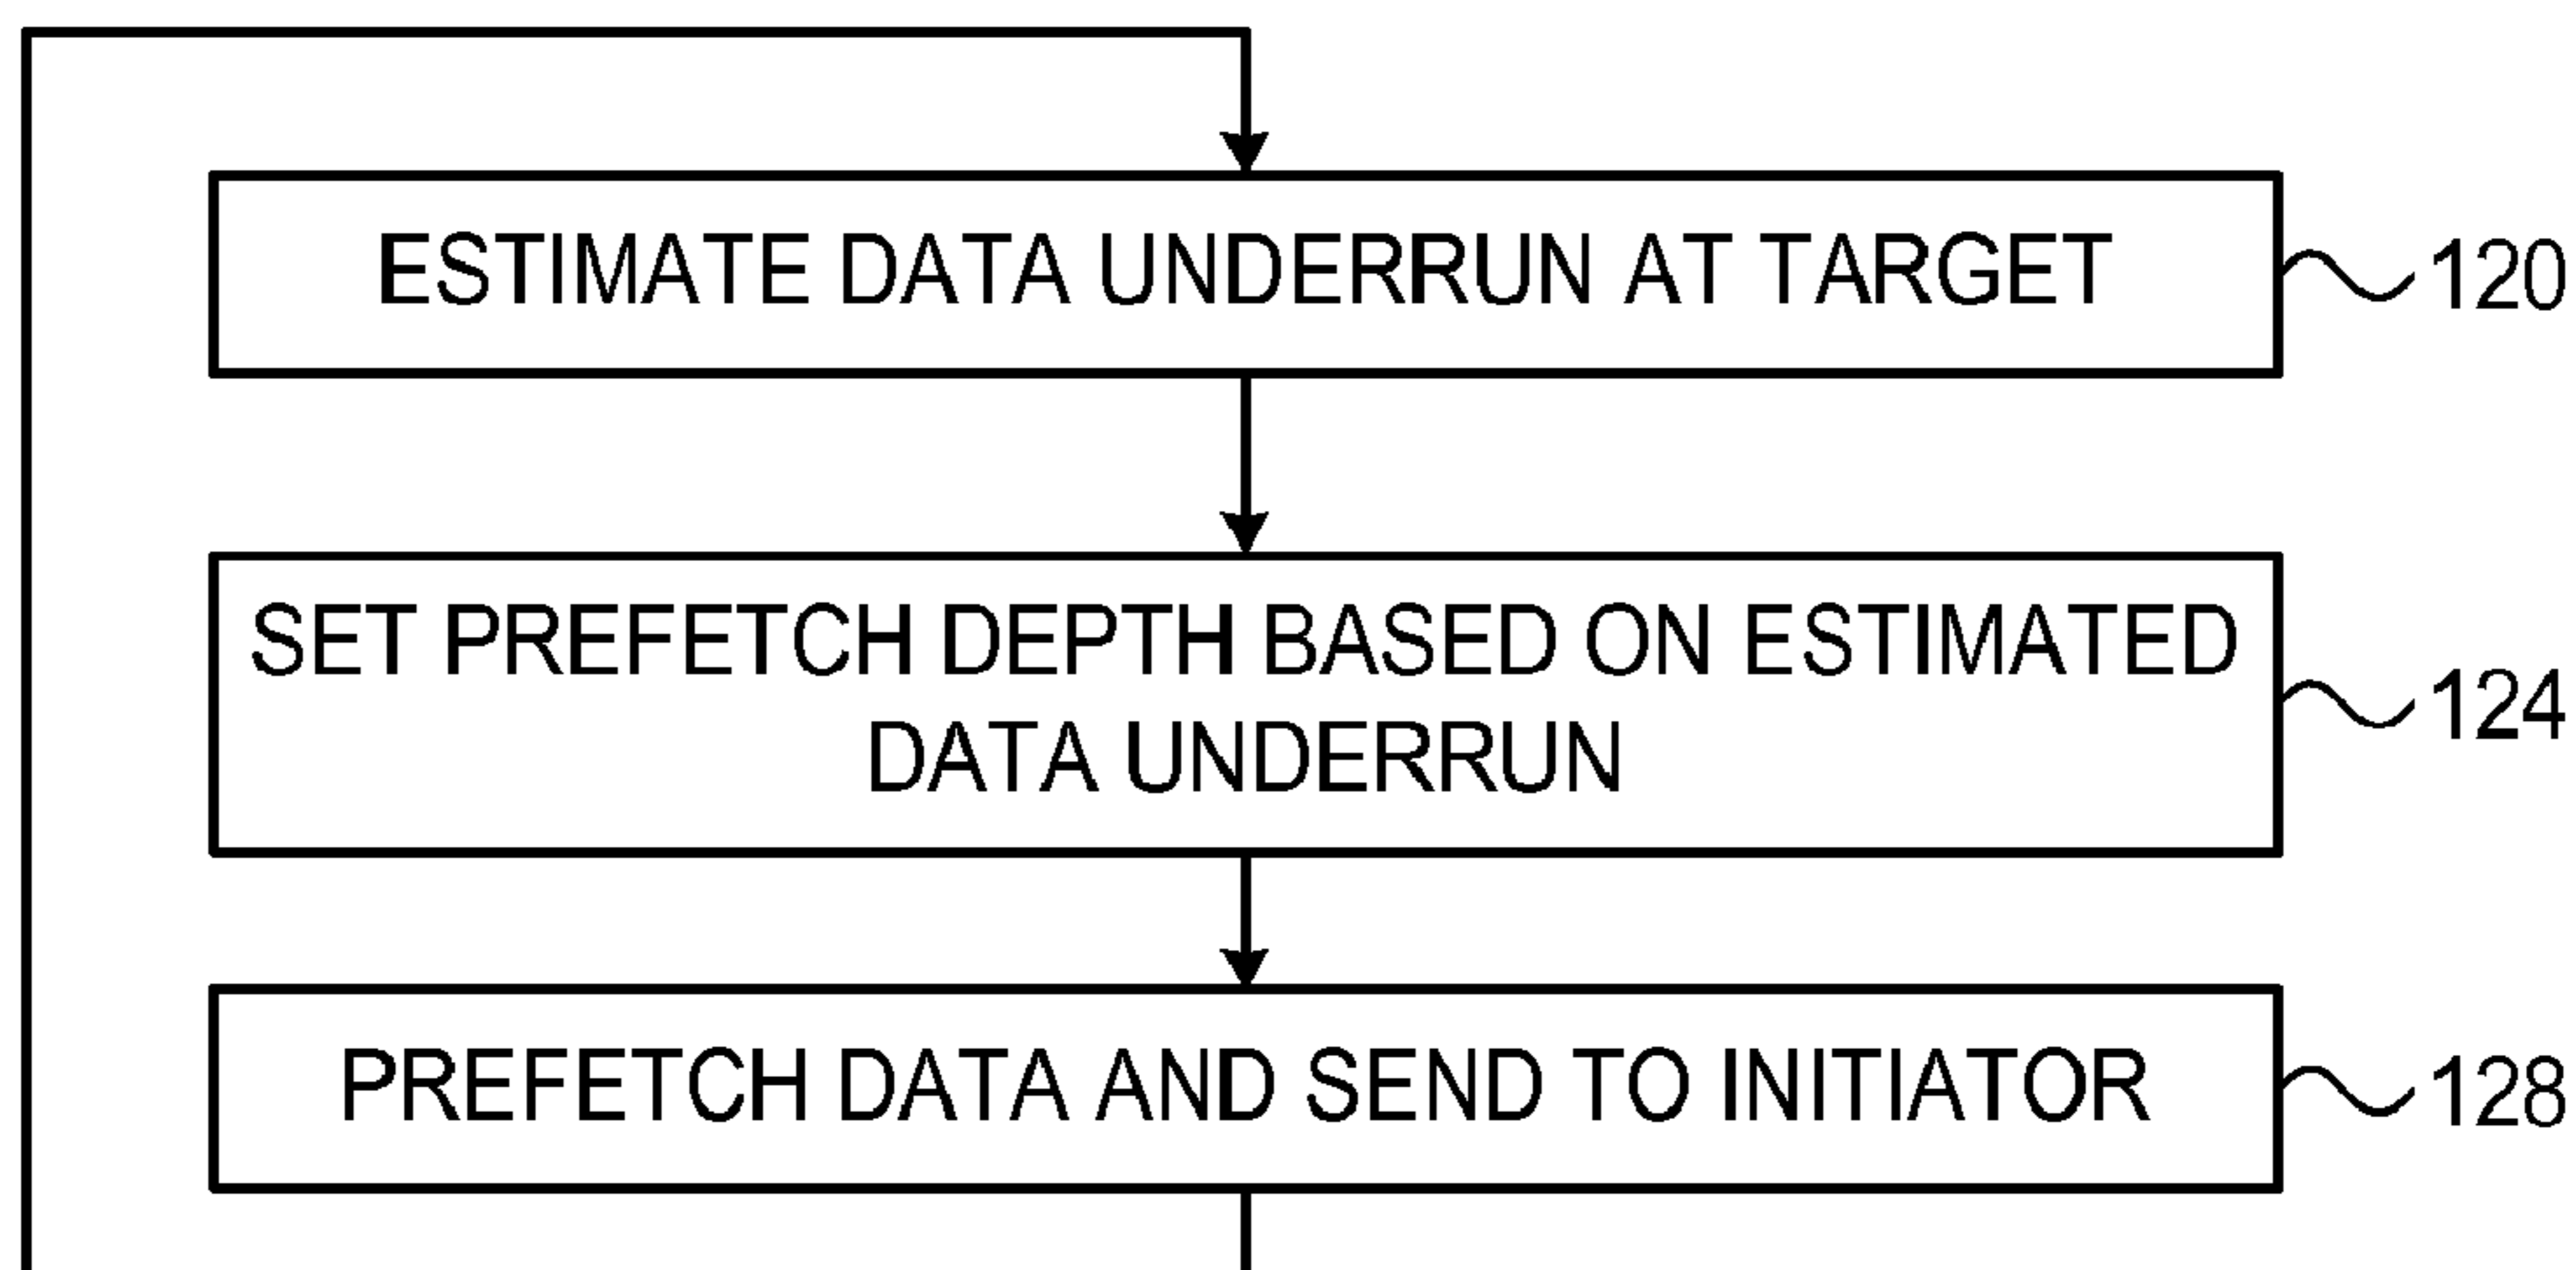 ESTIMATE DATA UNDERRUN AT TARGET
120
SET PREFETCH DEPTH BASED ON ESTIMATED
DATA UNDERRUN
124
PREFETCH DATA AND SEND TO INITIATOR
128